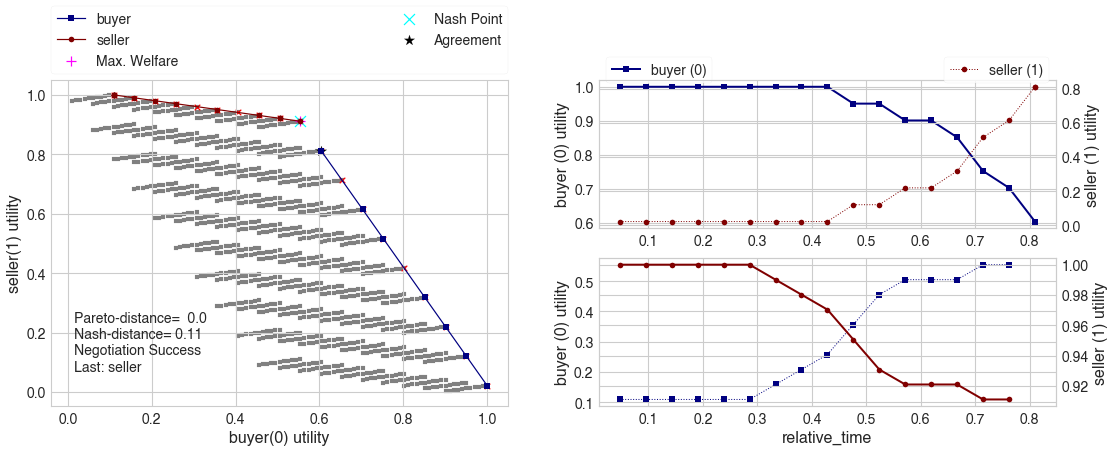 buyer
seller
Max. Welfare
Nash Point
Agreement
1.0
0.8
0.6
0.4
0.2
0.0
seller(1) utility
Pareto-distance=  0.0
Nash-distance= 0.11
Negotiation Success
Last: seller
0.0 0.2 0.4 0.6 0.8 1.0
buyer(0) utility
buyer (0)
seller (1)
1.0
0.9
0.8
0.7
0.6
buyer (0) utility
0.8
0.6
0.4
0.2
0.0
seller (1) utility
0.1 0.2 0.3 0.4 0.5 0.6 0.7 0.8
0.5
0.4
0.3
0.2
0.1
buyer (0) utility
1.00
0.98
0.96
0.94
0.92
seller (1) utility
0.1 0.2 0.3 0.4 0.5 0.6 0.7 0.8
relative_time